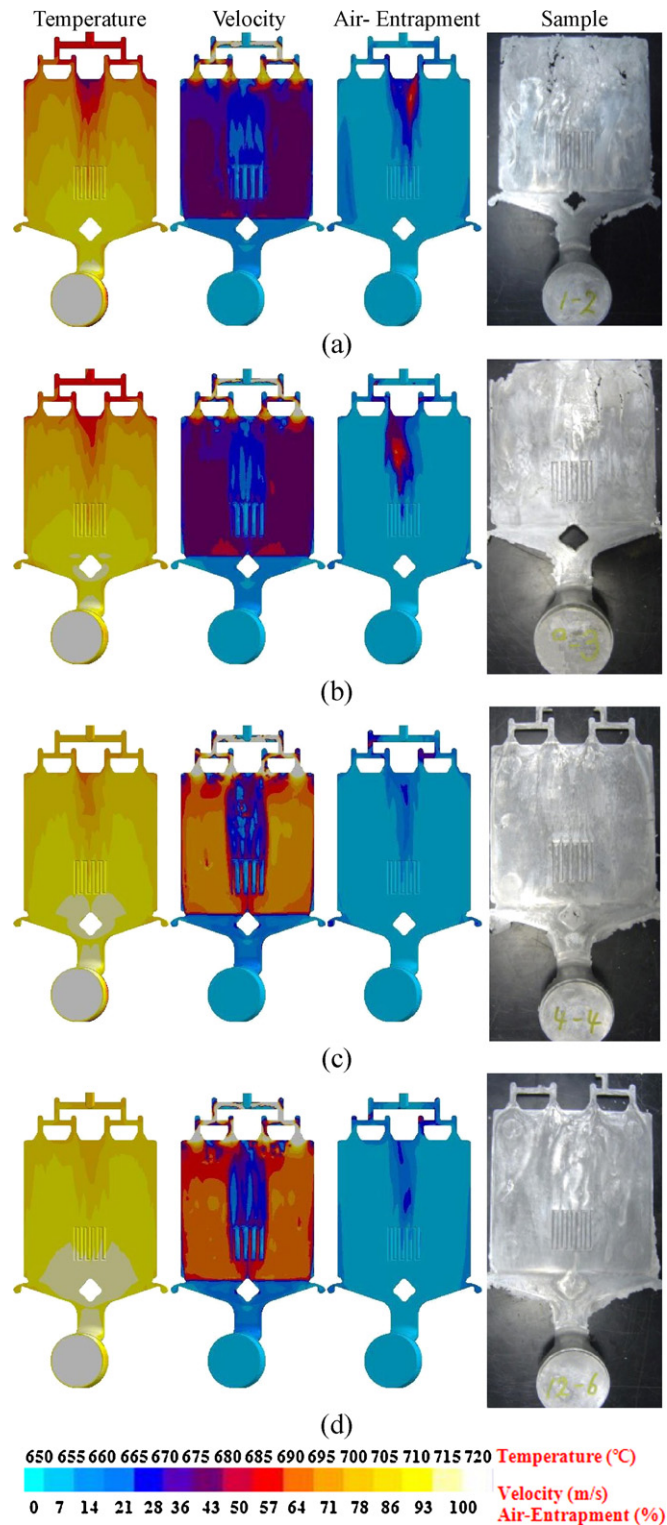 Temperature Velocity Air- Entrapment Sample
1-2
(a)
(b)
4-4
(c)
12-6
(d)
650 655 660 665 670 675 680 685 690 695 700 705 710 715 720 Temperature (℃)
0 7 14 21 28 36 43 50 57 64 71 78 86 93 100 Velocity (m/s)
Air-Entrapment (%)